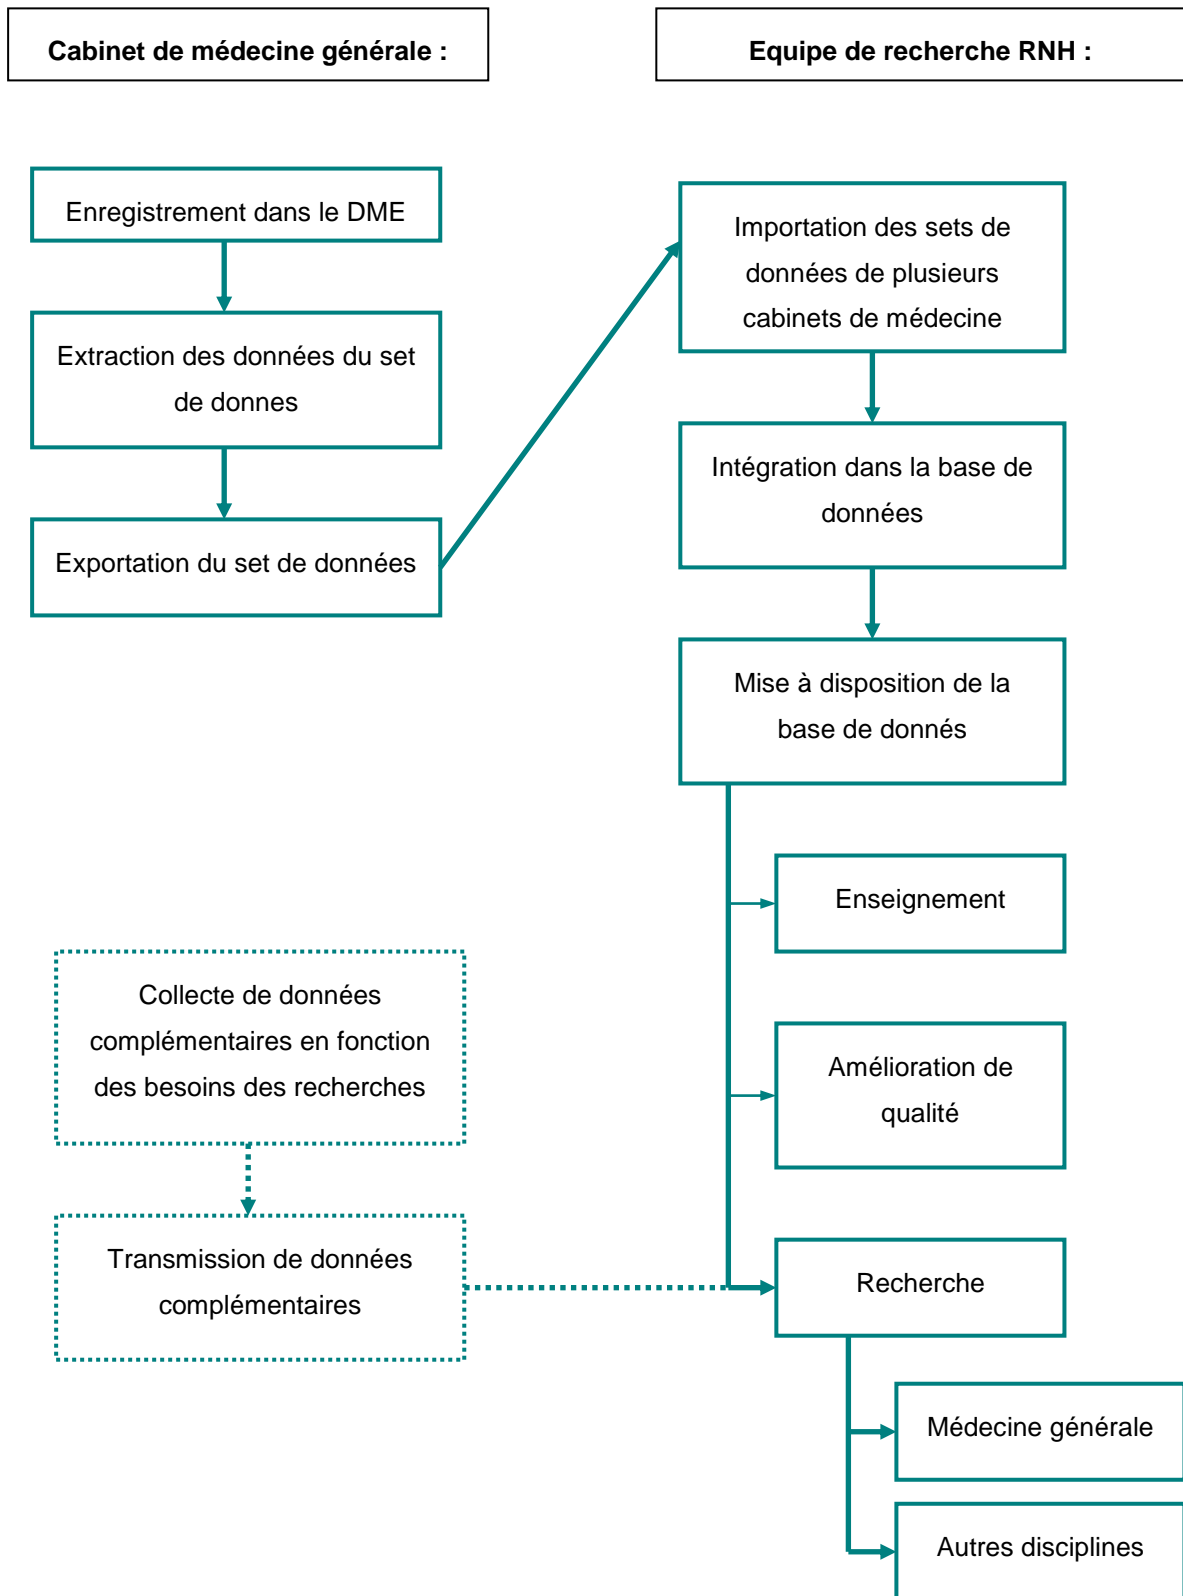 Cabinet de médecine générale :
Equipe de recherche RNH :
Enregistrement dans le DME
Extraction des données du set
de donnes
Exportation du set de données
Importation des sets de
données de plusieurs
cabinets de médecine
Intégration dans la base de
données
Mise à disposition de la
base de donnés
Enseignement
Amélioration de
qualité
Collecte de données
complémentaires en fonction
des besoins des recherches
Transmission de données
complémentaires
Recherche
Médecine générale
Autres disciplines